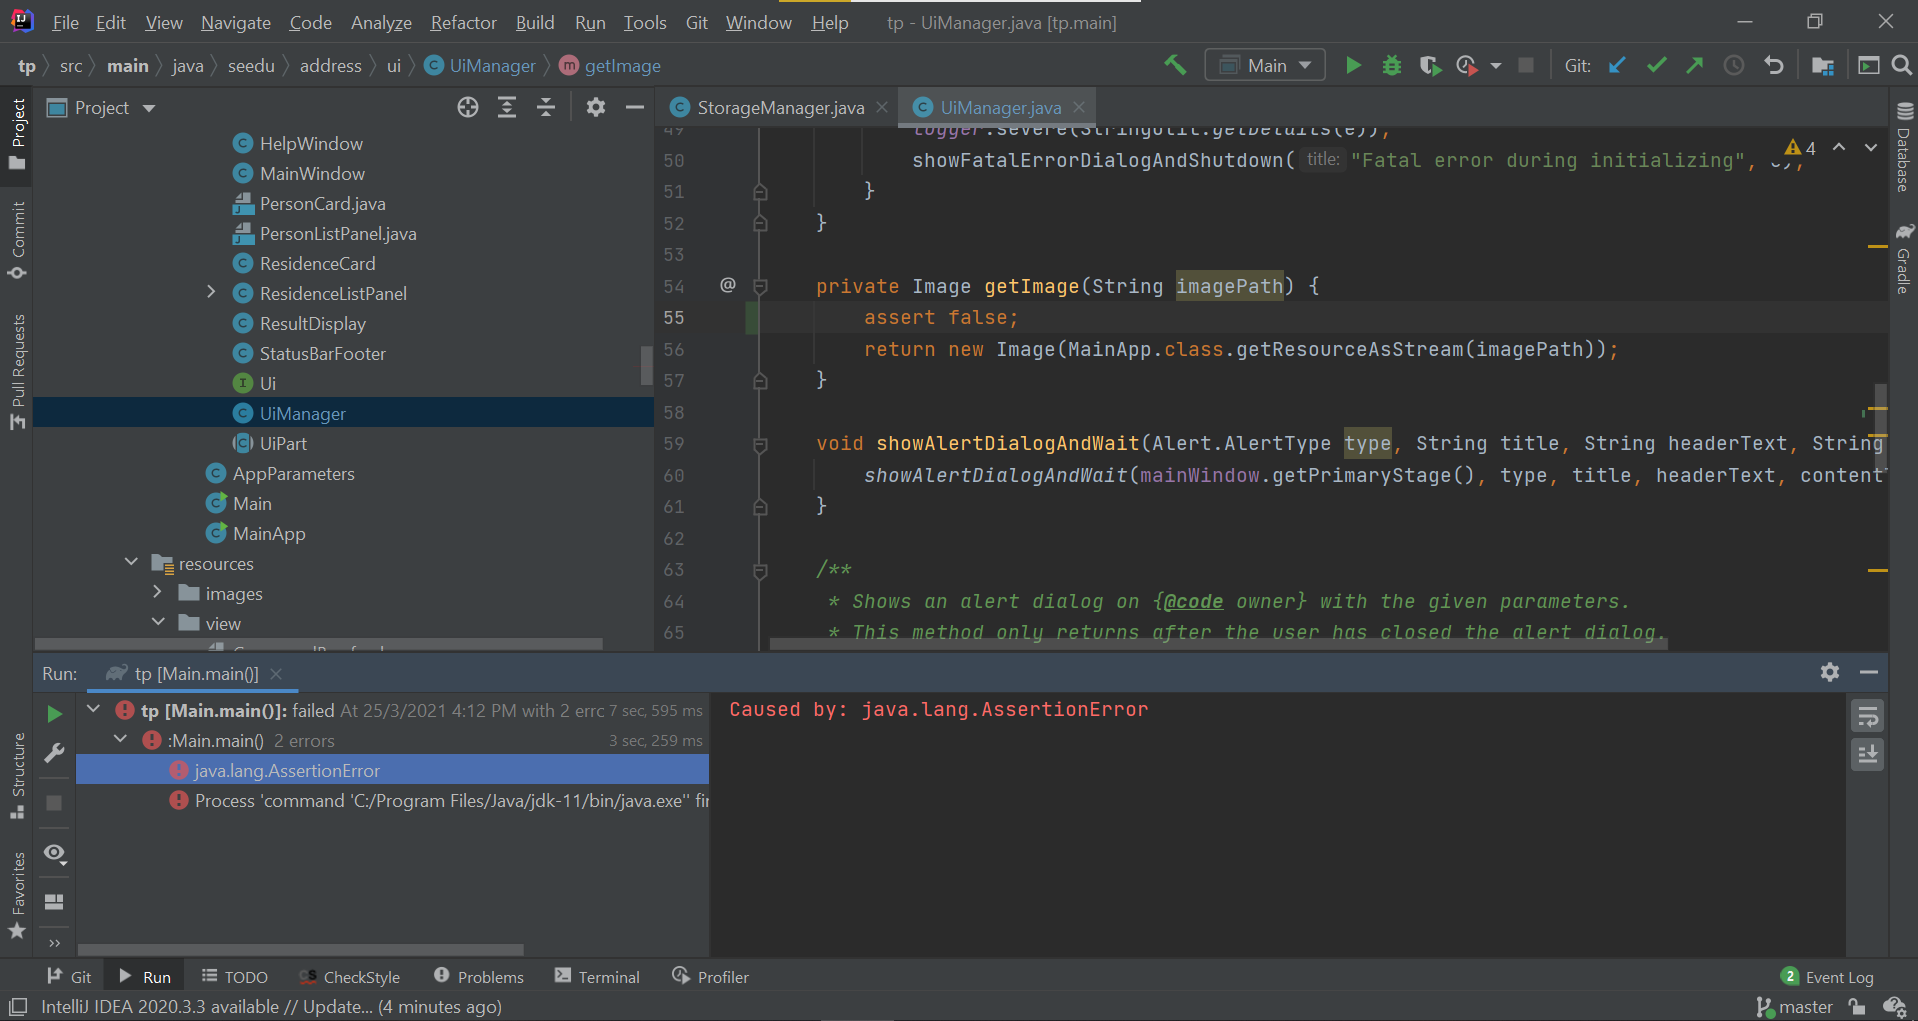 File Edit View Navigate Code Analyze Refactor Build Run Tools Git Window Help tp - UiManager.java [tp.main]
tp src main java seedu address ui UiManager getImage
Main
Git:
Project
StorageManager.java
UiManager.java
Project
Commit
Pull Requests
Structure
Favorites
HelpWindow
MainWindow
PersonCard.java
PersonListPanel.java
ResidenceCard
ResidenceListPanel
ResultDisplay
StatusBarFooter
Ui
UiManager
UiPart
AppParameters
Main
MainApp
resources
images
view
49 logger.severe(StringUtil.getDetails(e));
50 showFatalErrorDialogAndShutdown( title: "Fatal error during initializing", e);
4
51 }
52 }
53
54 @ private Image getImage(String imagePath) {
55 assert false;
56 return new Image(MainApp.class.getResourceAsStream(imagePath));
57 }
58
59 void showAlertDialogAndWait(Alert.AlertType type, String title, String headerText, String
60 showAlertDialogAndWait(mainWindow.getPrimaryStage(), type, title, headerText, content
61 }
62
63 /**
64 * Shows an alert dialog on {@code owner} with the given parameters.
65 * This method only returns after the user has closed the alert dialog.
Database
Gradle
Run: tp [Main.main()]
tp [Main.main()]: failed At 25/3/2021 4:12 PM with 2 errc 7 sec, 595 ms
:Main.main() 2 errors 3 sec, 259 ms
java.lang.AssertionError
Process 'command 'C:/Program Files/Java/jdk-11/bin/java.exe'' fir
Caused by: java.lang.AssertionError
Git Run TODO CheckStyle Problems Terminal Profiler
2 Event Log
IntelliJ IDEA 2020.3.3 available // Update... (4 minutes ago)
master